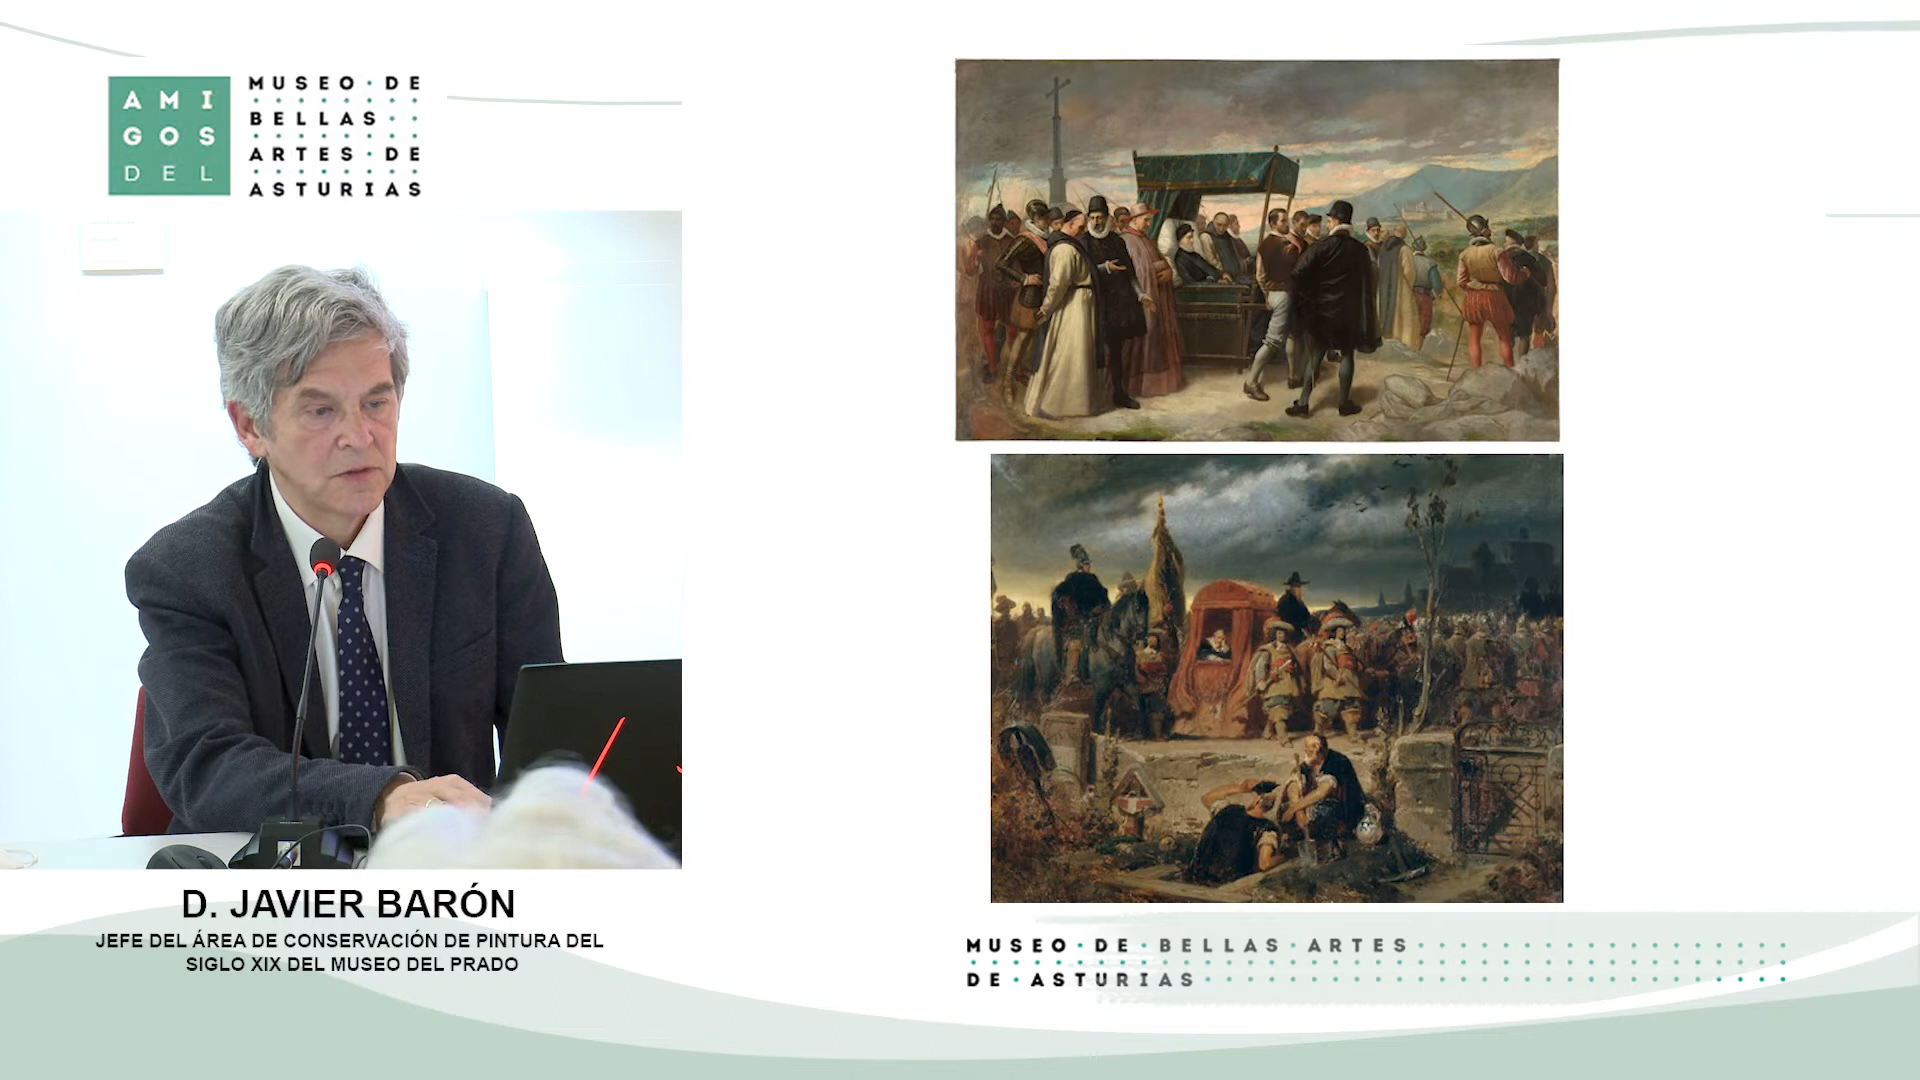 AMI
GOS
DEL
MUSEO·DE
BELLAS
ARTES·DE
ASTURIAS
D. JAVIER BARÓN
JEFE DEL ÁREA DE CONSERVACIÓN DE PINTURA DEL
SIGLO XIX DEL MUSEO DEL PRADO
MUSEO·DE·BELLAS·ARTES
DE·ASTURIAS